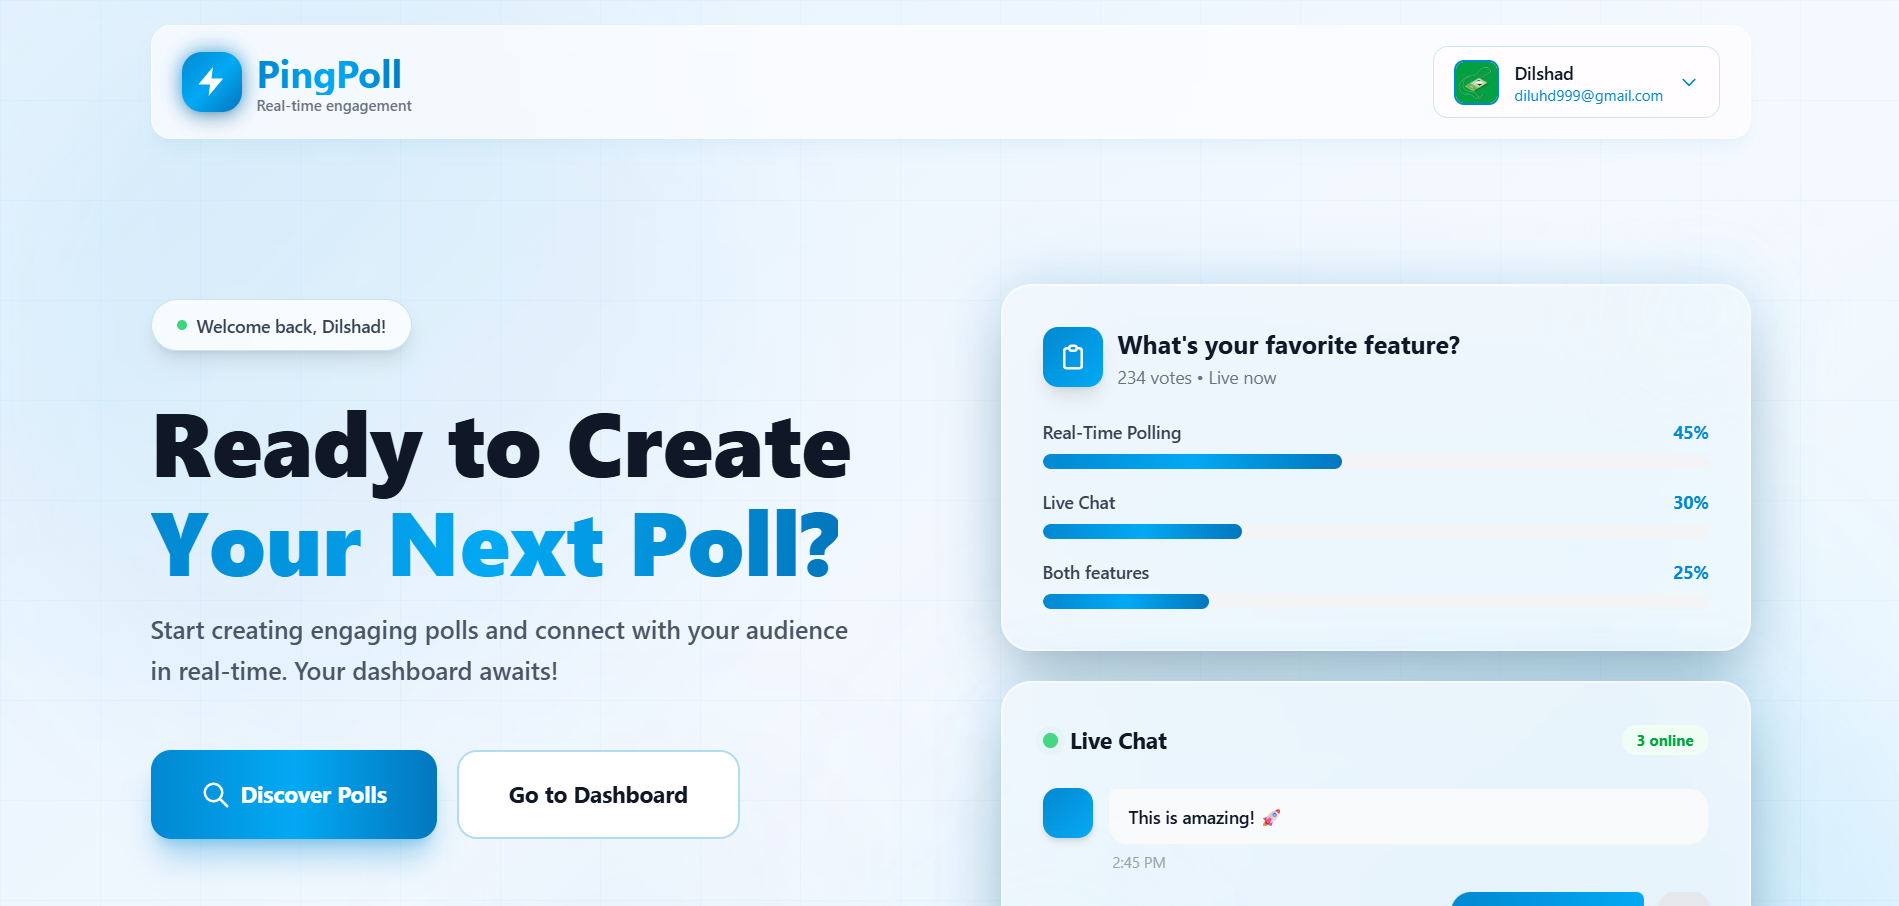 PingPoll
Real-time engagement
Dilshad
diluhd999@gmail.com
Welcome back, Dilshad!
Ready to Create
Your Next Poll?
Start creating engaging polls and connect with your audience
in real-time. Your dashboard awaits!
Discover Polls
Go to Dashboard
What's your favorite feature?
234 votes • Live now
Real-Time Polling
45%
Live Chat
30%
Both features
25%
Live Chat
3 online
This is amazing! 🚀
2:45 PM